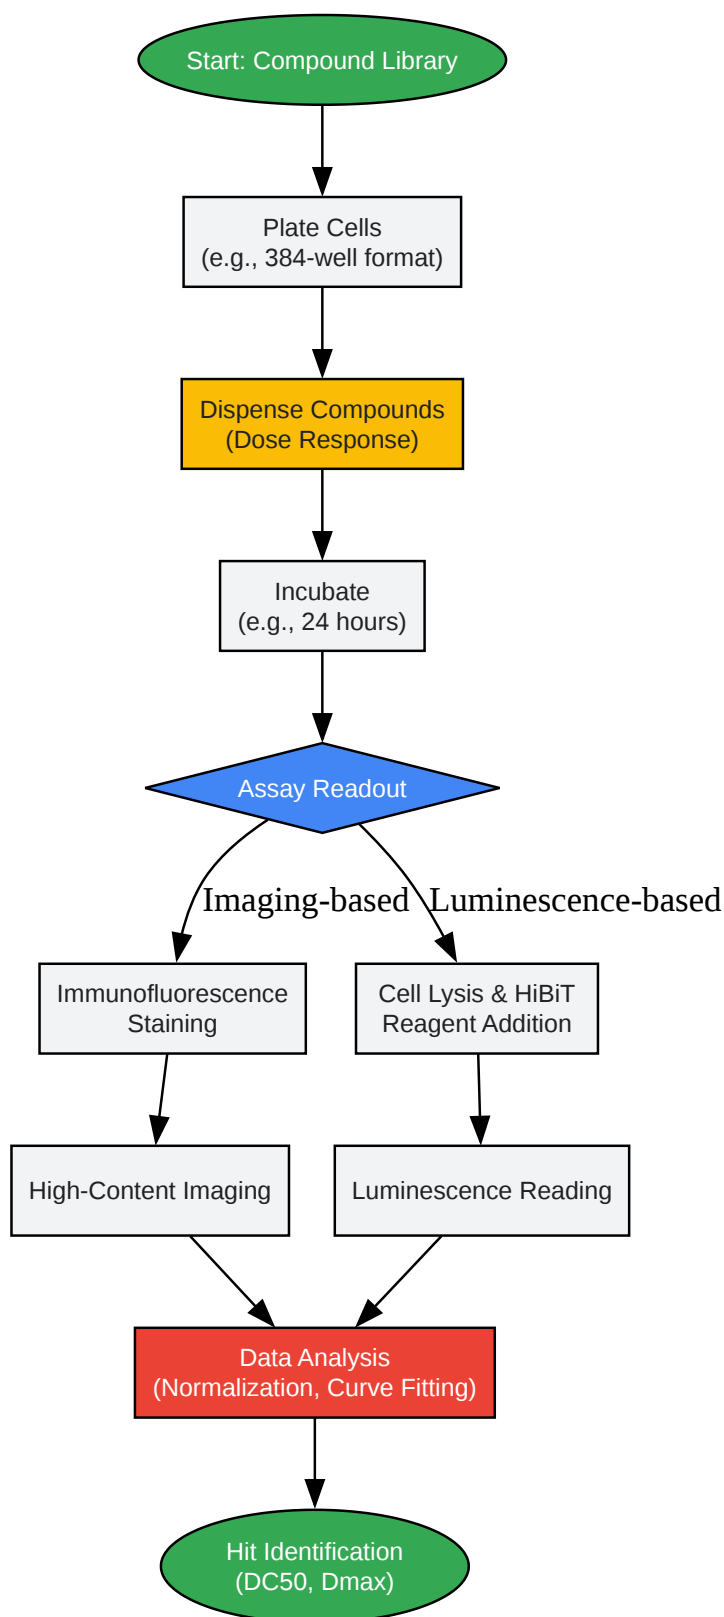 Start: Compound Library
Plate Cells
(e.g., 384-well format)
Dispense Compounds
(Dose Response)
Incubate
(e.g., 24 hours)
Assay Readout
Imaging-based
Luminescence-based
Immunofluorescence
Staining
Cell Lysis & HiBiT
Reagent Addition
High-Content Imaging
Luminescence Reading
Data Analysis
(Normalization, Curve Fitting)
Hit Identification
(DC50, Dmax)